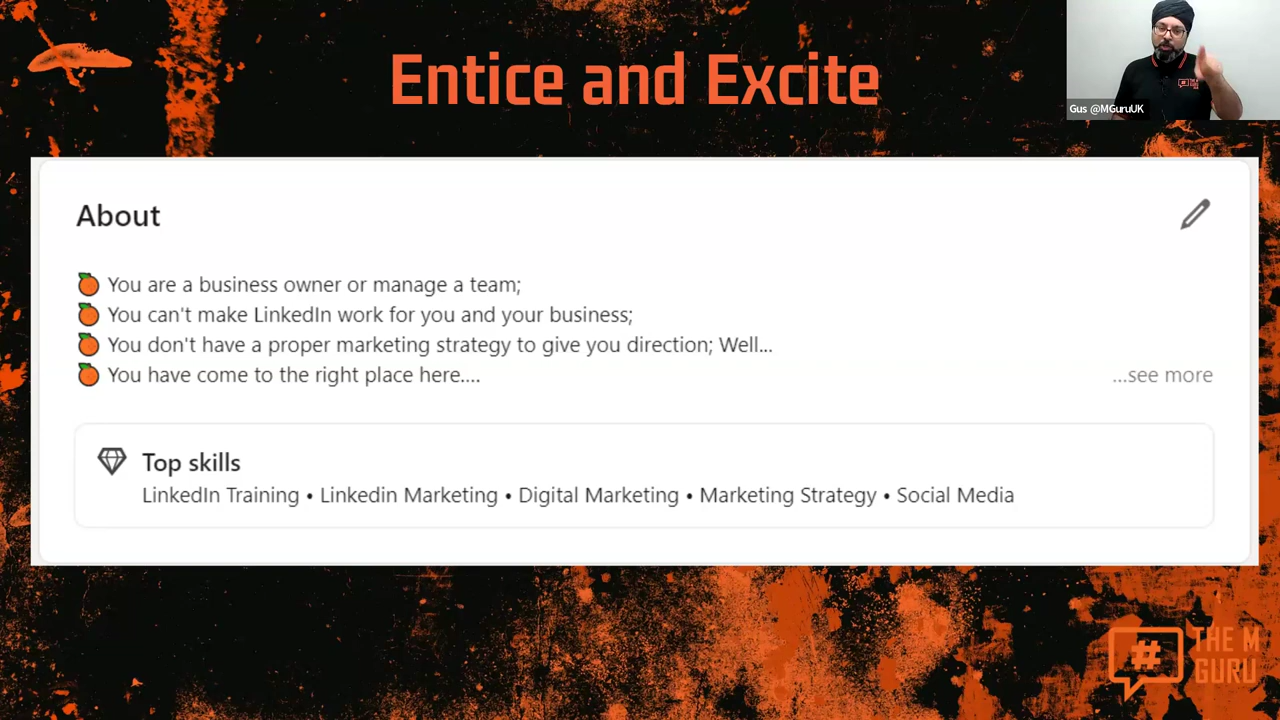 Entice and Excite
Gus @MGuruUK
About
You are a business owner or manage a team;
You can't make LinkedIn work for you and your business;
You don't have a proper marketing strategy to give you direction; Well...
You have come to the right place here....
...see more
Top skills
LinkedIn Training • Linkedin Marketing • Digital Marketing • Marketing Strategy • Social Media
#
THE M
GURU